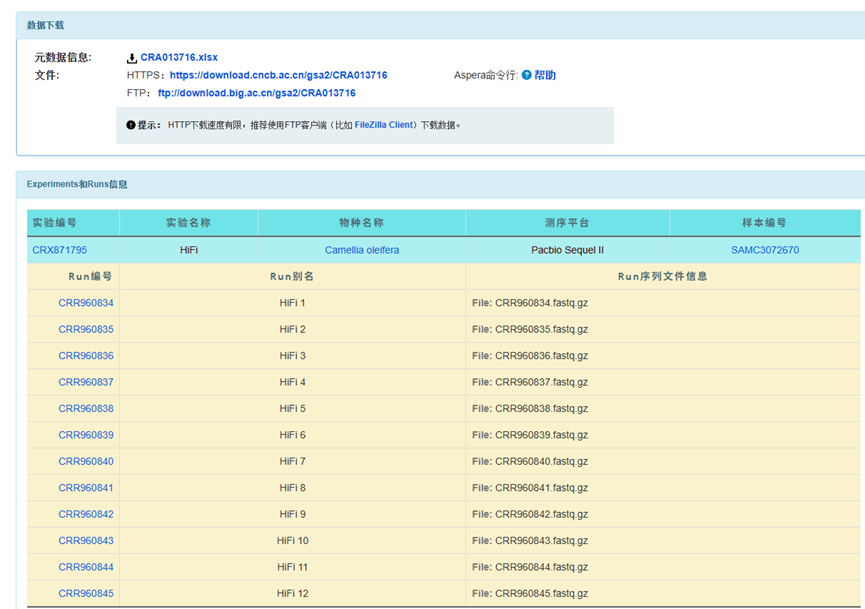 数据下载
元数据信息: CRA013716.xlsx
文件: HTTPS: https://download.cncb.ac.cn/gsa2/CRA013716 Aspera命令行: ? 帮助
FTP: ftp://download.big.ac.cn/gsa2/CRA013716
提示: HTTP下载速度有限，推荐使用FTP客户端（比如 FileZilla Client）下载数据。
Experiments和Runs信息
实验编号 实验名称 物种名称 测序平台 样本编号
CRX871795 HiFi Camellia oleifera Pacbio Sequel II SAMC3072670
Run编号 Run别名 Run序列文件信息
CRR960834 HiFi 1 File: CRR960834.fastq.gz
CRR960835 HiFi 2 File: CRR960835.fastq.gz
CRR960836 HiFi 3 File: CRR960836.fastq.gz
CRR960837 HiFi 4 File: CRR960837.fastq.gz
CRR960838 HiFi 5 File: CRR960838.fastq.gz
CRR960839 HiFi 6 File: CRR960839.fastq.gz
CRR960840 HiFi 7 File: CRR960840.fastq.gz
CRR960841 HiFi 8 File: CRR960841.fastq.gz
CRR960842 HiFi 9 File: CRR960842.fastq.gz
CRR960843 HiFi 10 File: CRR960843.fastq.gz
CRR960844 HiFi 11 File: CRR960844.fastq.gz
CRR960845 HiFi 12 File: CRR960845.fastq.gz